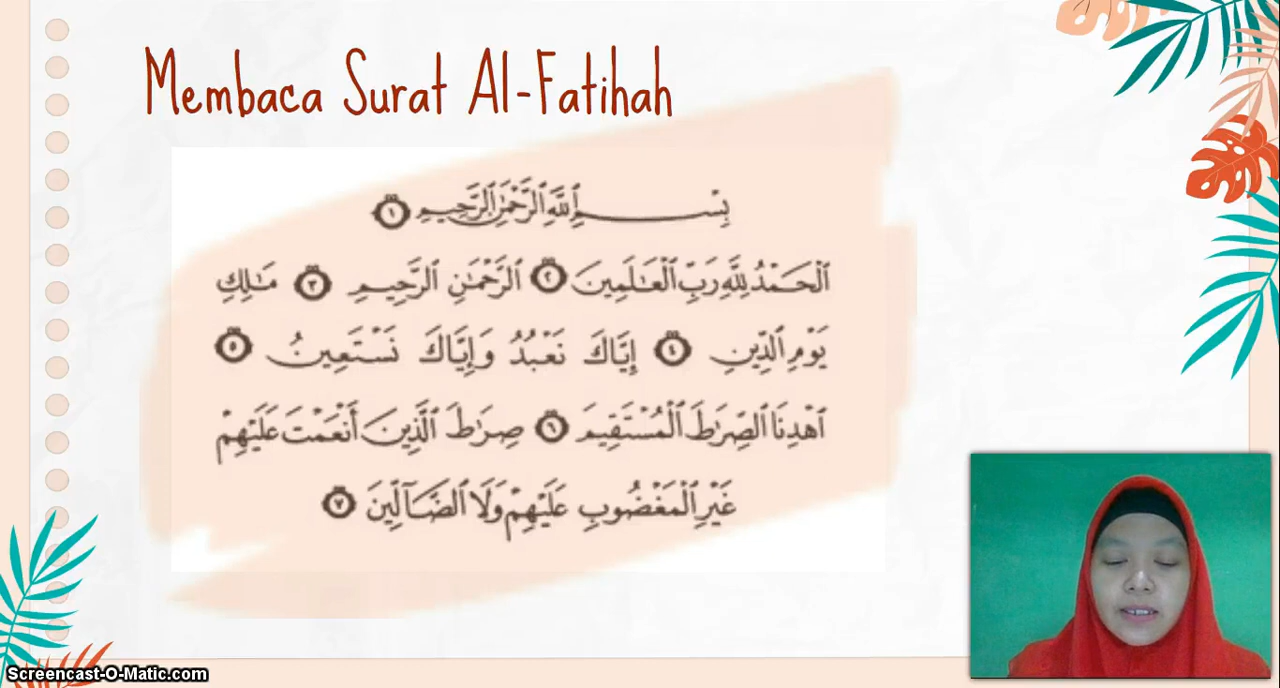 Membaca Surat Al-Fatihah
بِسْمِ ٱللَّهِ ٱلرَّحْمَٰنِ ٱلرَّحِيمِ ١
ٱلْحَمْدُ لِلَّهِ رَبِّ ٱلْعَٰلَمِينَ ٢ ٱلرَّحْمَٰنِ ٱلرَّحِيمِ ٣ مَٰلِكِ
يَوْمِ ٱلدِّينِ ٤ إِيَّاكَ نَعْبُدُ وَإِيَّاكَ نَسْتَعِينُ ٥
ٱهْدِنَا ٱلصِّرَٰطَ ٱلْمُسْتَقِيمَ ٦ صِرَٰطَ ٱلَّذِينَ أَنْعَمْتَ عَلَيْهِمْ
غَيْرِ ٱلْمَغْضُوبِ عَلَيْهِمْ وَلَا ٱلضَّآلِّينَ ٧
Screencast-O-Matic.com